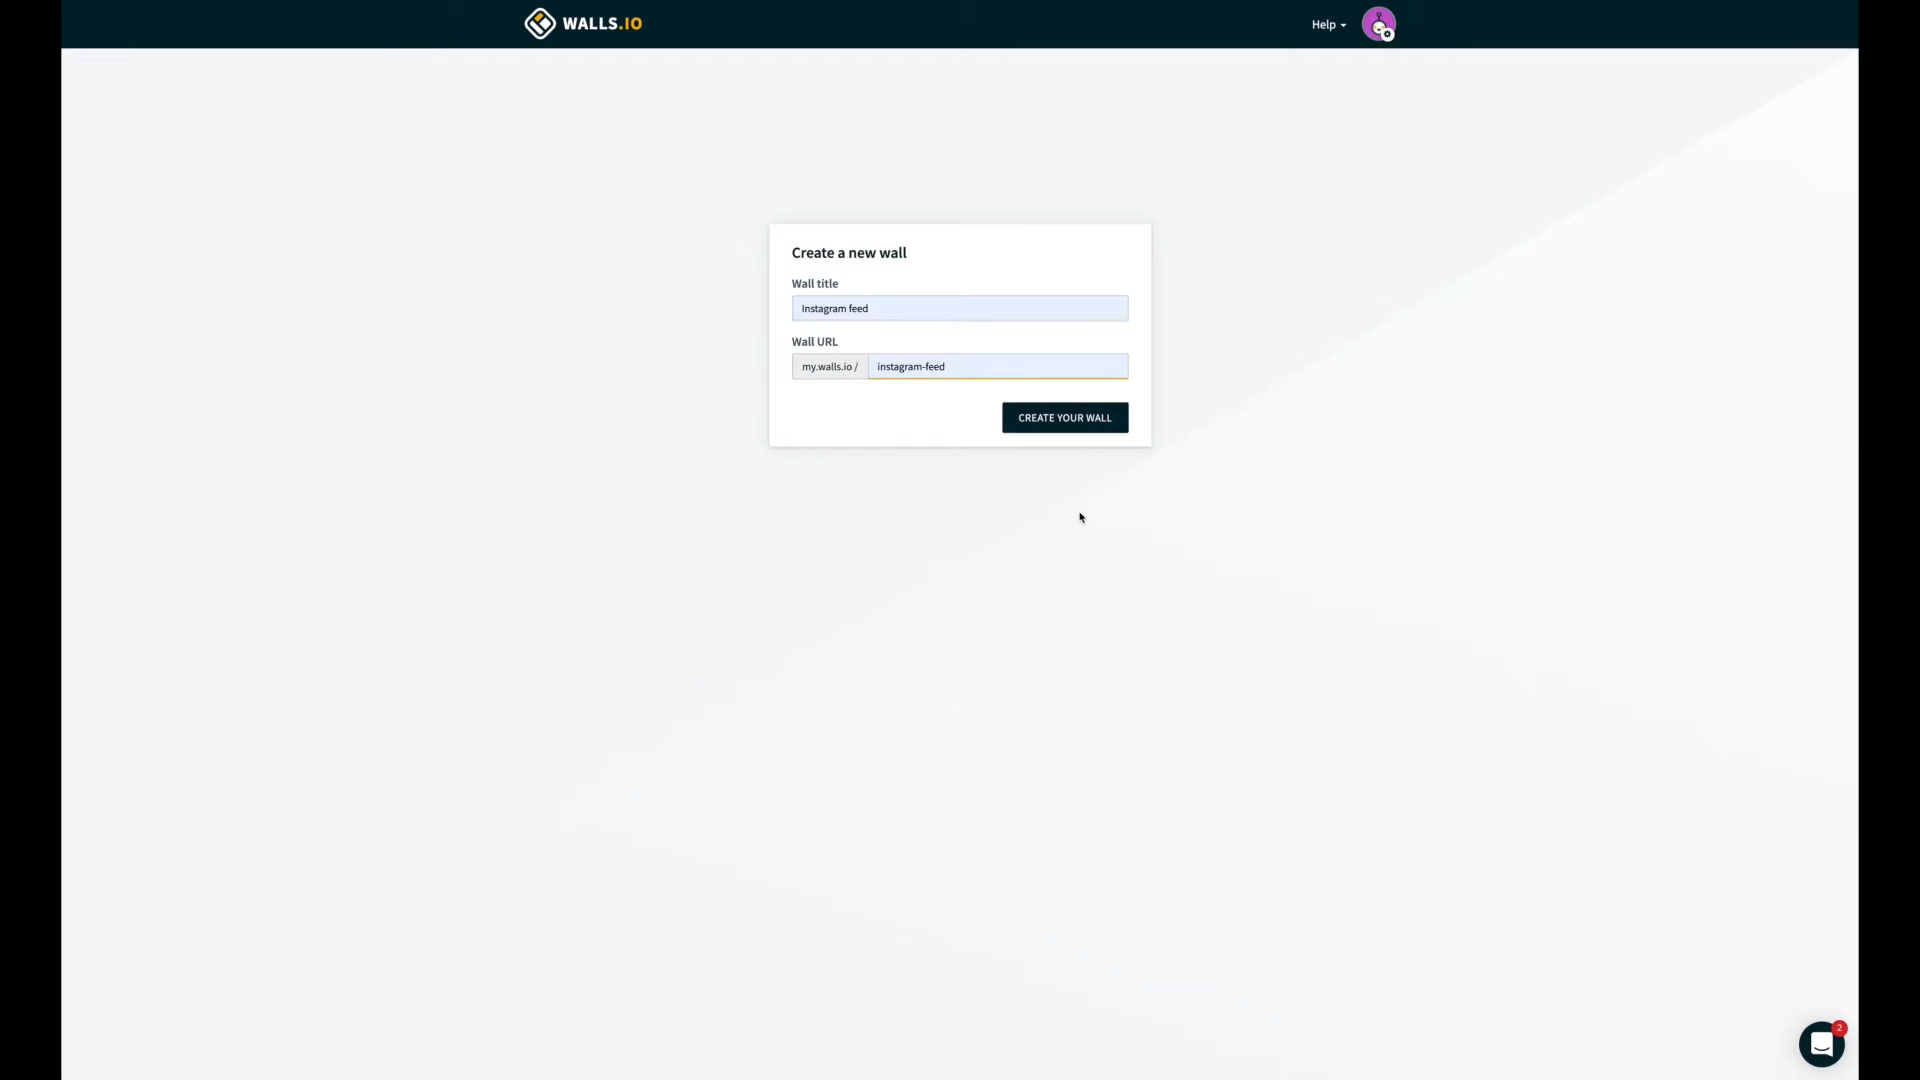 WALLS.IO
Help
Create a new wall
Wall title
Instagram feed
Wall URL
my.walls.io /
instagram-feed
CREATE YOUR WALL
2